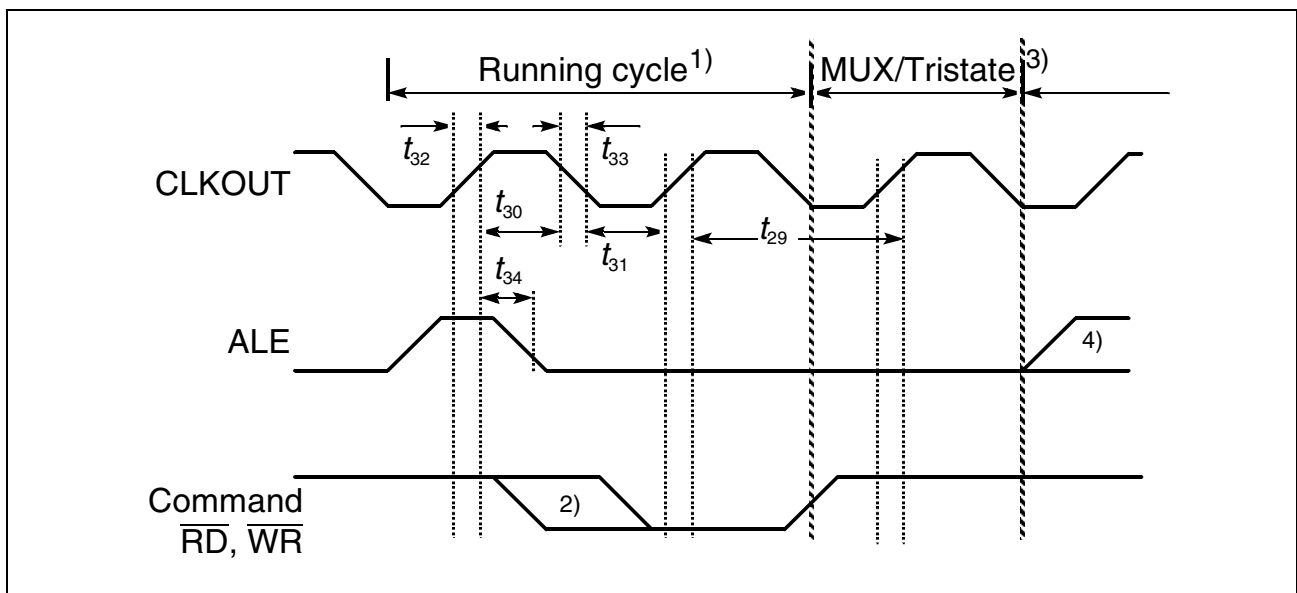 Running cycle1) MUX/Tristate 3)
t32 t33
CLKOUT
t30
t31 t29
t34
ALE 4)
Command 2)
RD, WR